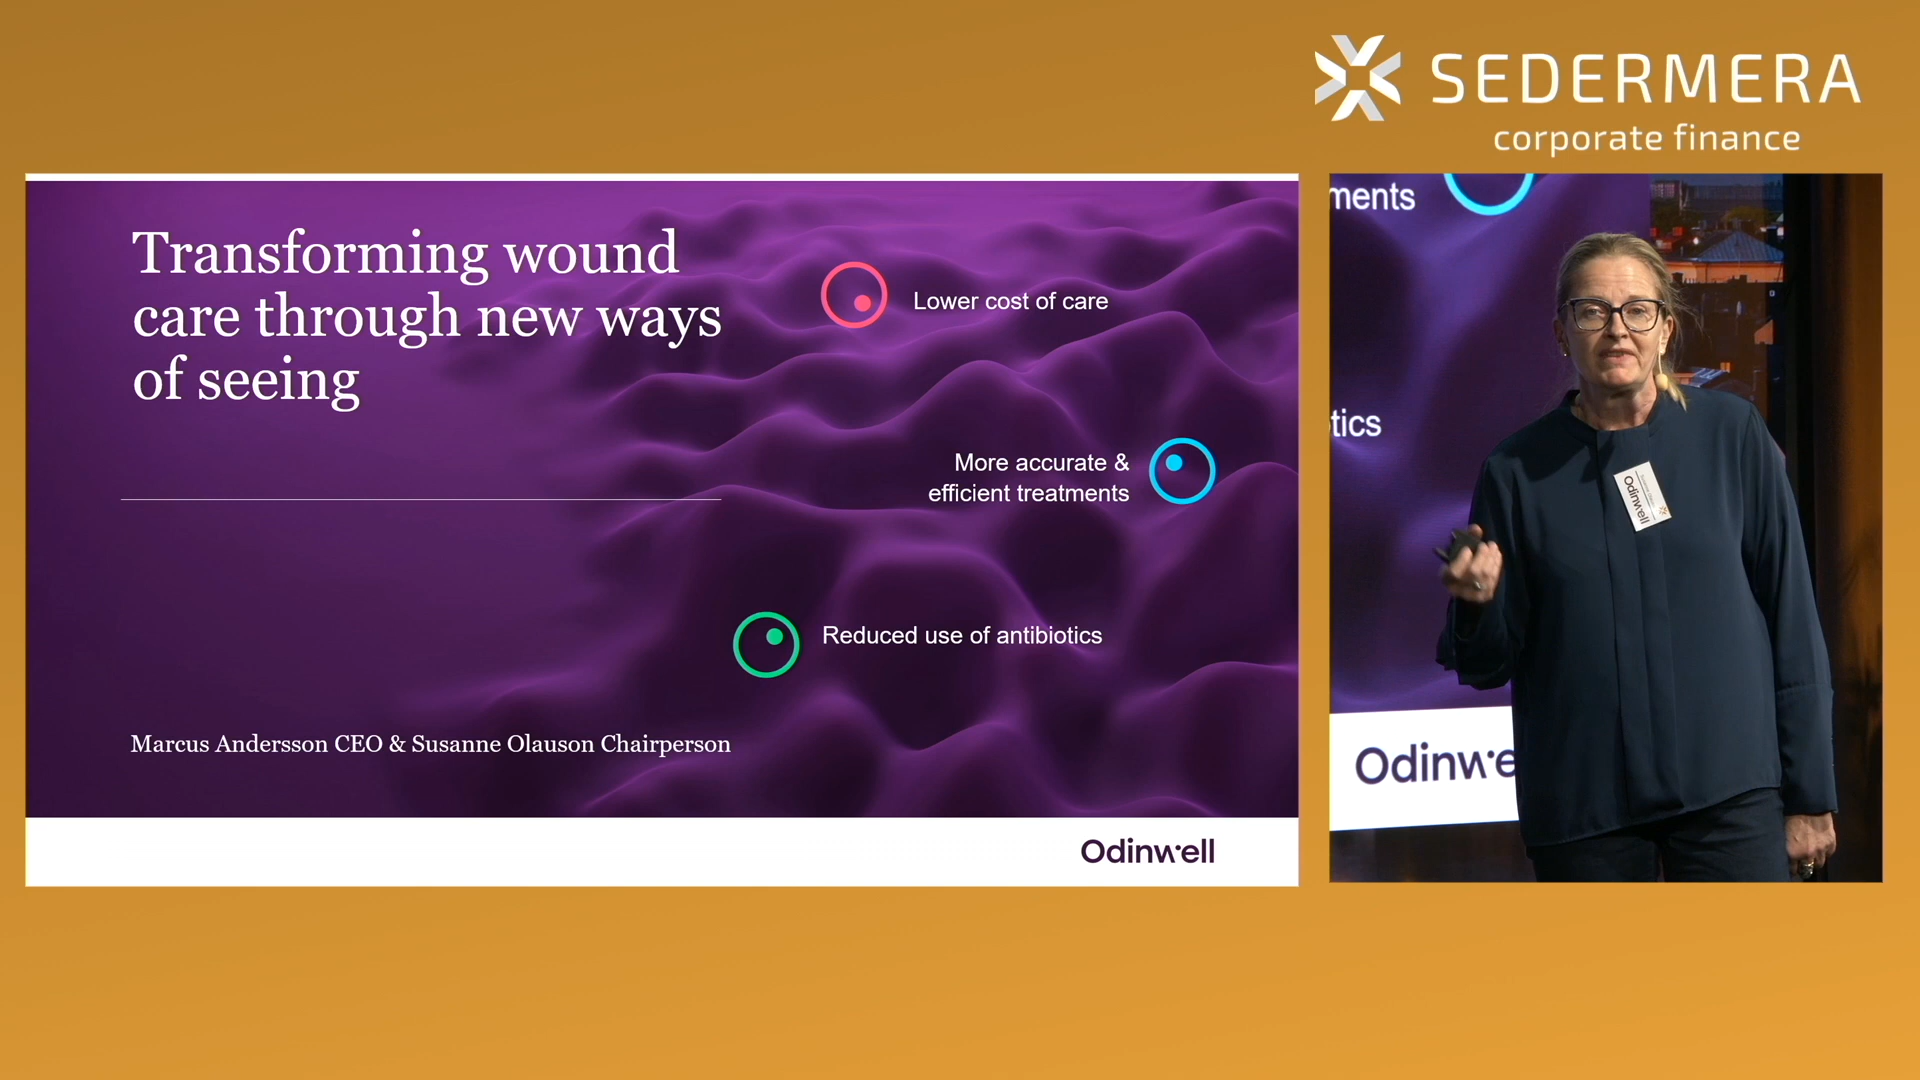 SEDERMERA
corporate finance
Transforming wound
care through new ways
of seeing
Lower cost of care
More accurate &
efficient treatments
Reduced use of antibiotics
Marcus Andersson CEO & Susanne Olauson Chairperson
Odinwell
ments
tics
Odinwell
Odinwe